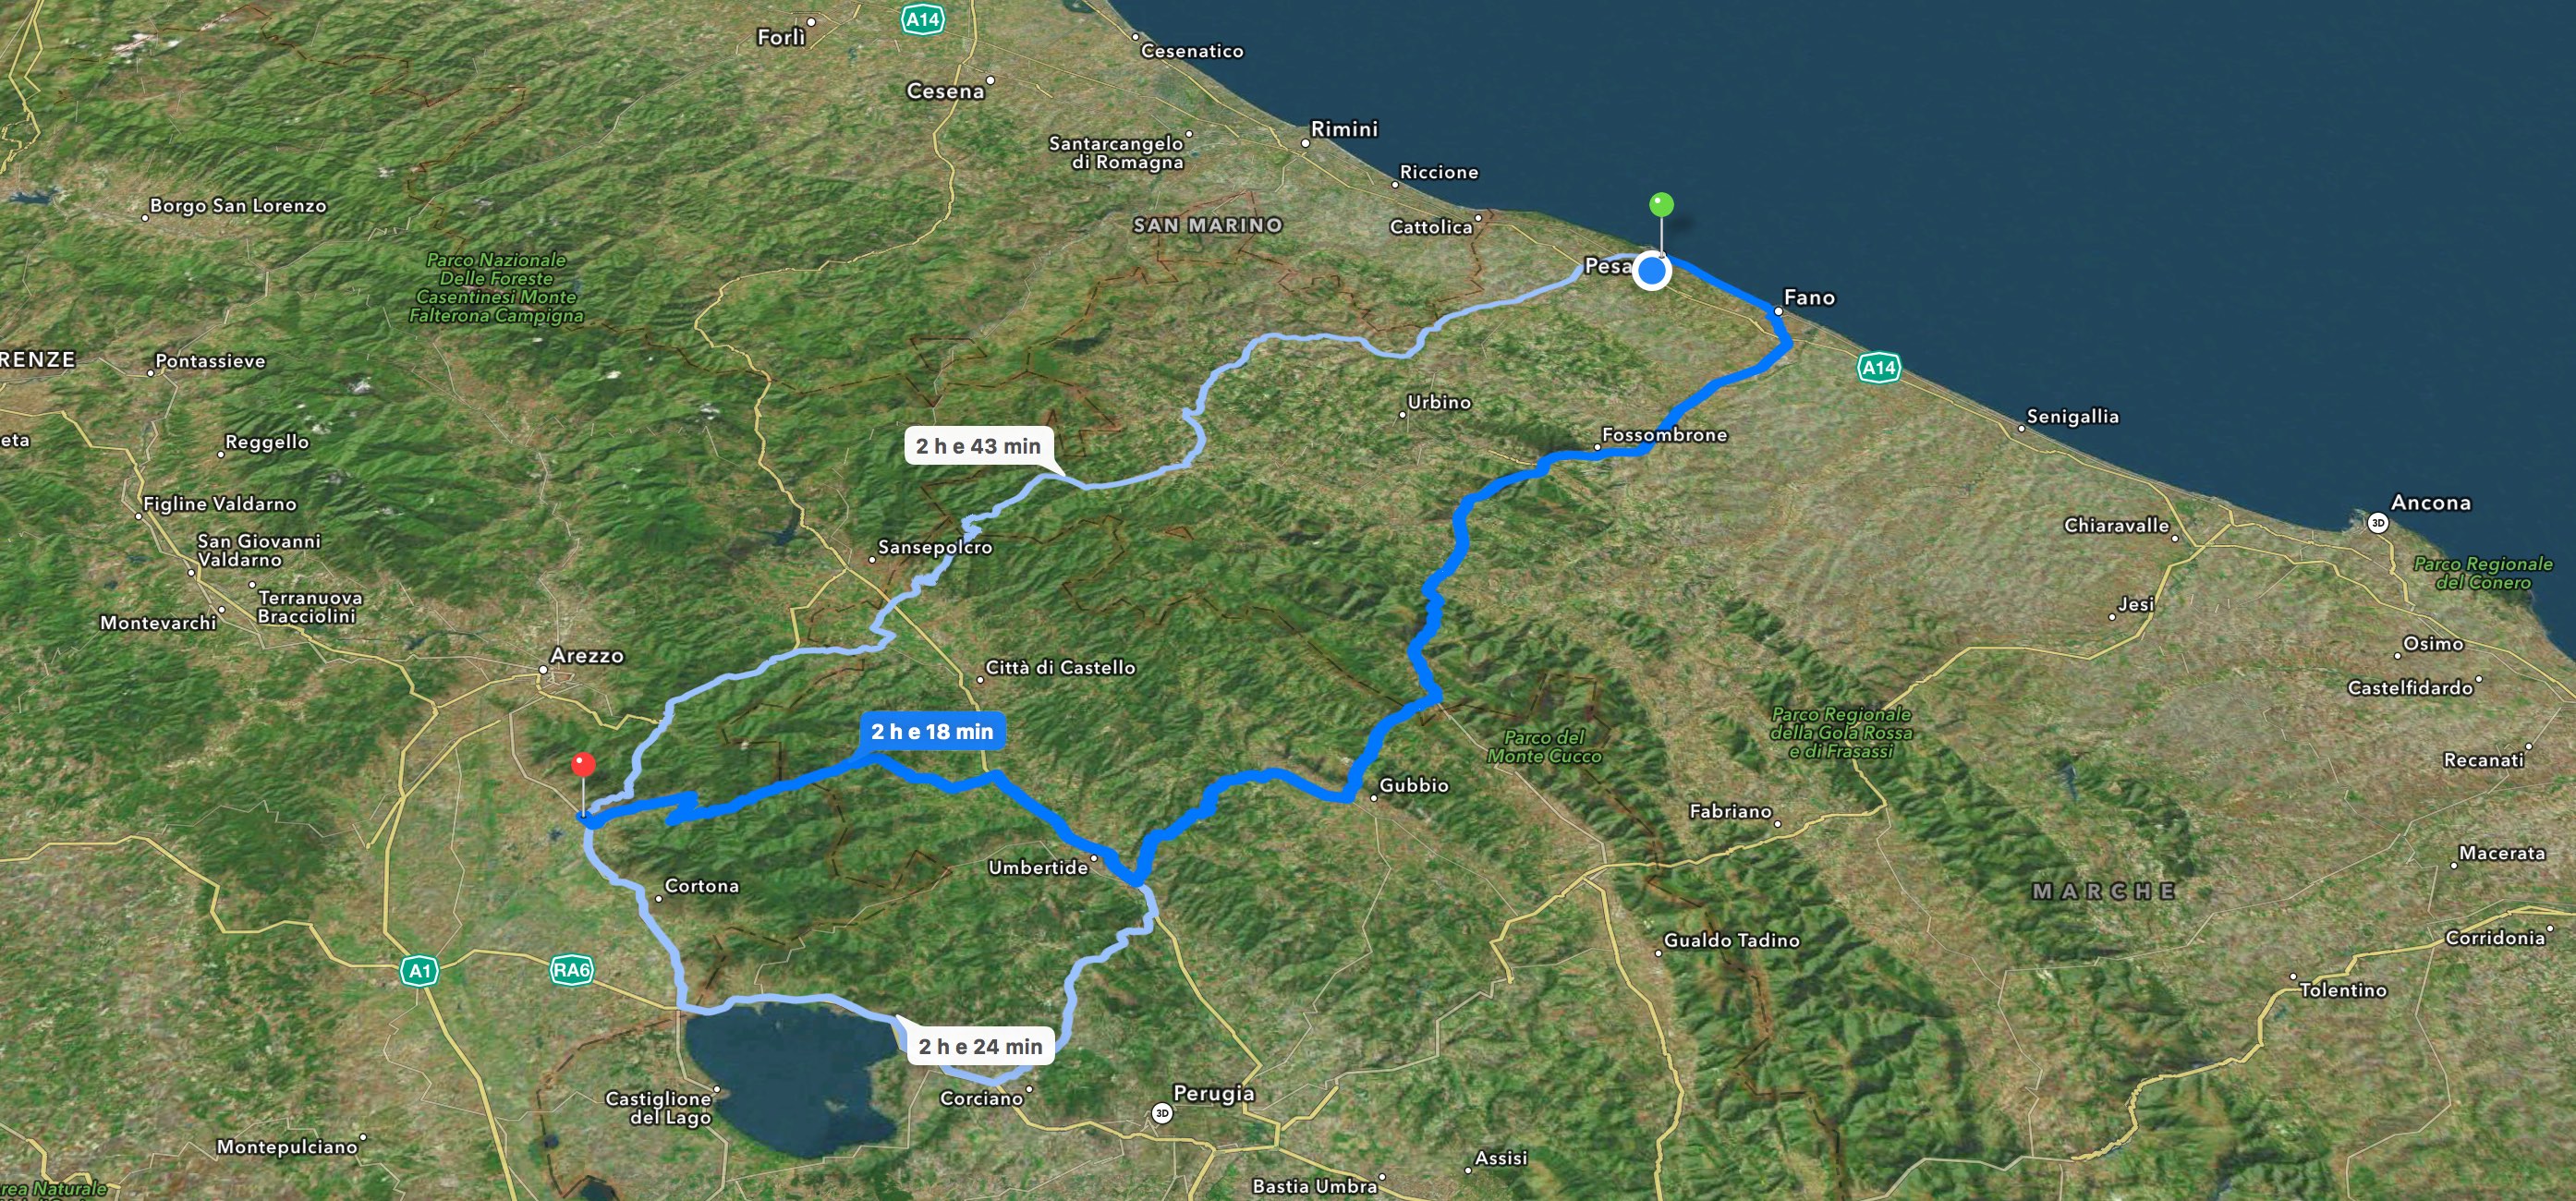 A14
Forlì
Cesenatico
Cesena
Rimini
Santarcangelo
di Romagna
Riccione
Borgo San Lorenzo
SAN MARINO
Cattolica
Parco Nazionale
Delle Foreste
Casentinesi Monte
Falterona Campigna
Pesa
Fano
RENZE
Pontassieve
A14
Urbino
Senigallia
eta
Reggello
2 h e 43 min
Fossombrone
Figline Valdarno
Ancona
3D
Chiaravalle
San Giovanni
Valdarno
Sansepolcro
Parco Regionale
del Conero
Terranuova
Bracciolini
Montevarchi
Jesi
Osimo
Arezzo
Città di Castello
Castelfidardo
2 h e 18 min
Parco Regionale
della Gola Rossa
e di Frasassi
Parco del
Monte Cucco
Recanati
Gubbio
Fabriano
Macerata
Umbertide
Cortona
MARCHE
Gualdo Tadino
Corridonia
A1
RA6
Tolentino
2 h e 24 min
Castiglione
del Lago
Corciano
Perugia
3D
Montepulciano
Assisi
Bastia Umbra
rea Naturale